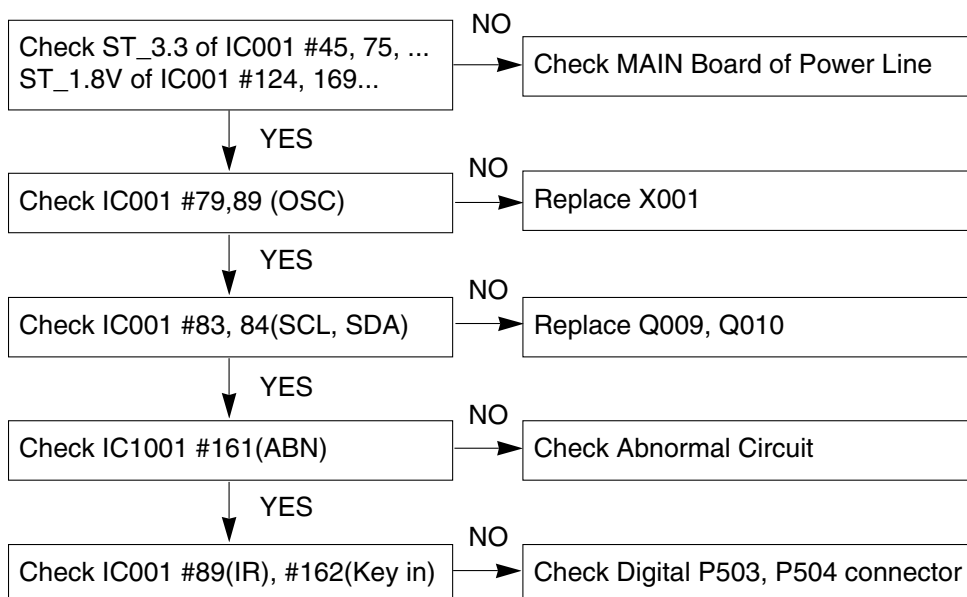 Check ST_3.3 of IC001 #45, 75, ...
ST_1.8V of IC001 #124, 169...
NO
Check MAIN Board of Power Line
YES
Check IC001 #79,89 (OSC)
NO
Replace X001
YES
Check IC001 #83, 84(SCL, SDA)
NO
Replace Q009, Q010
YES
Check IC1001 #161(ABN)
NO
Check Abnormal Circuit
YES
Check IC001 #89(IR), #162(Key in)
NO
Check Digital P503, P504 connector